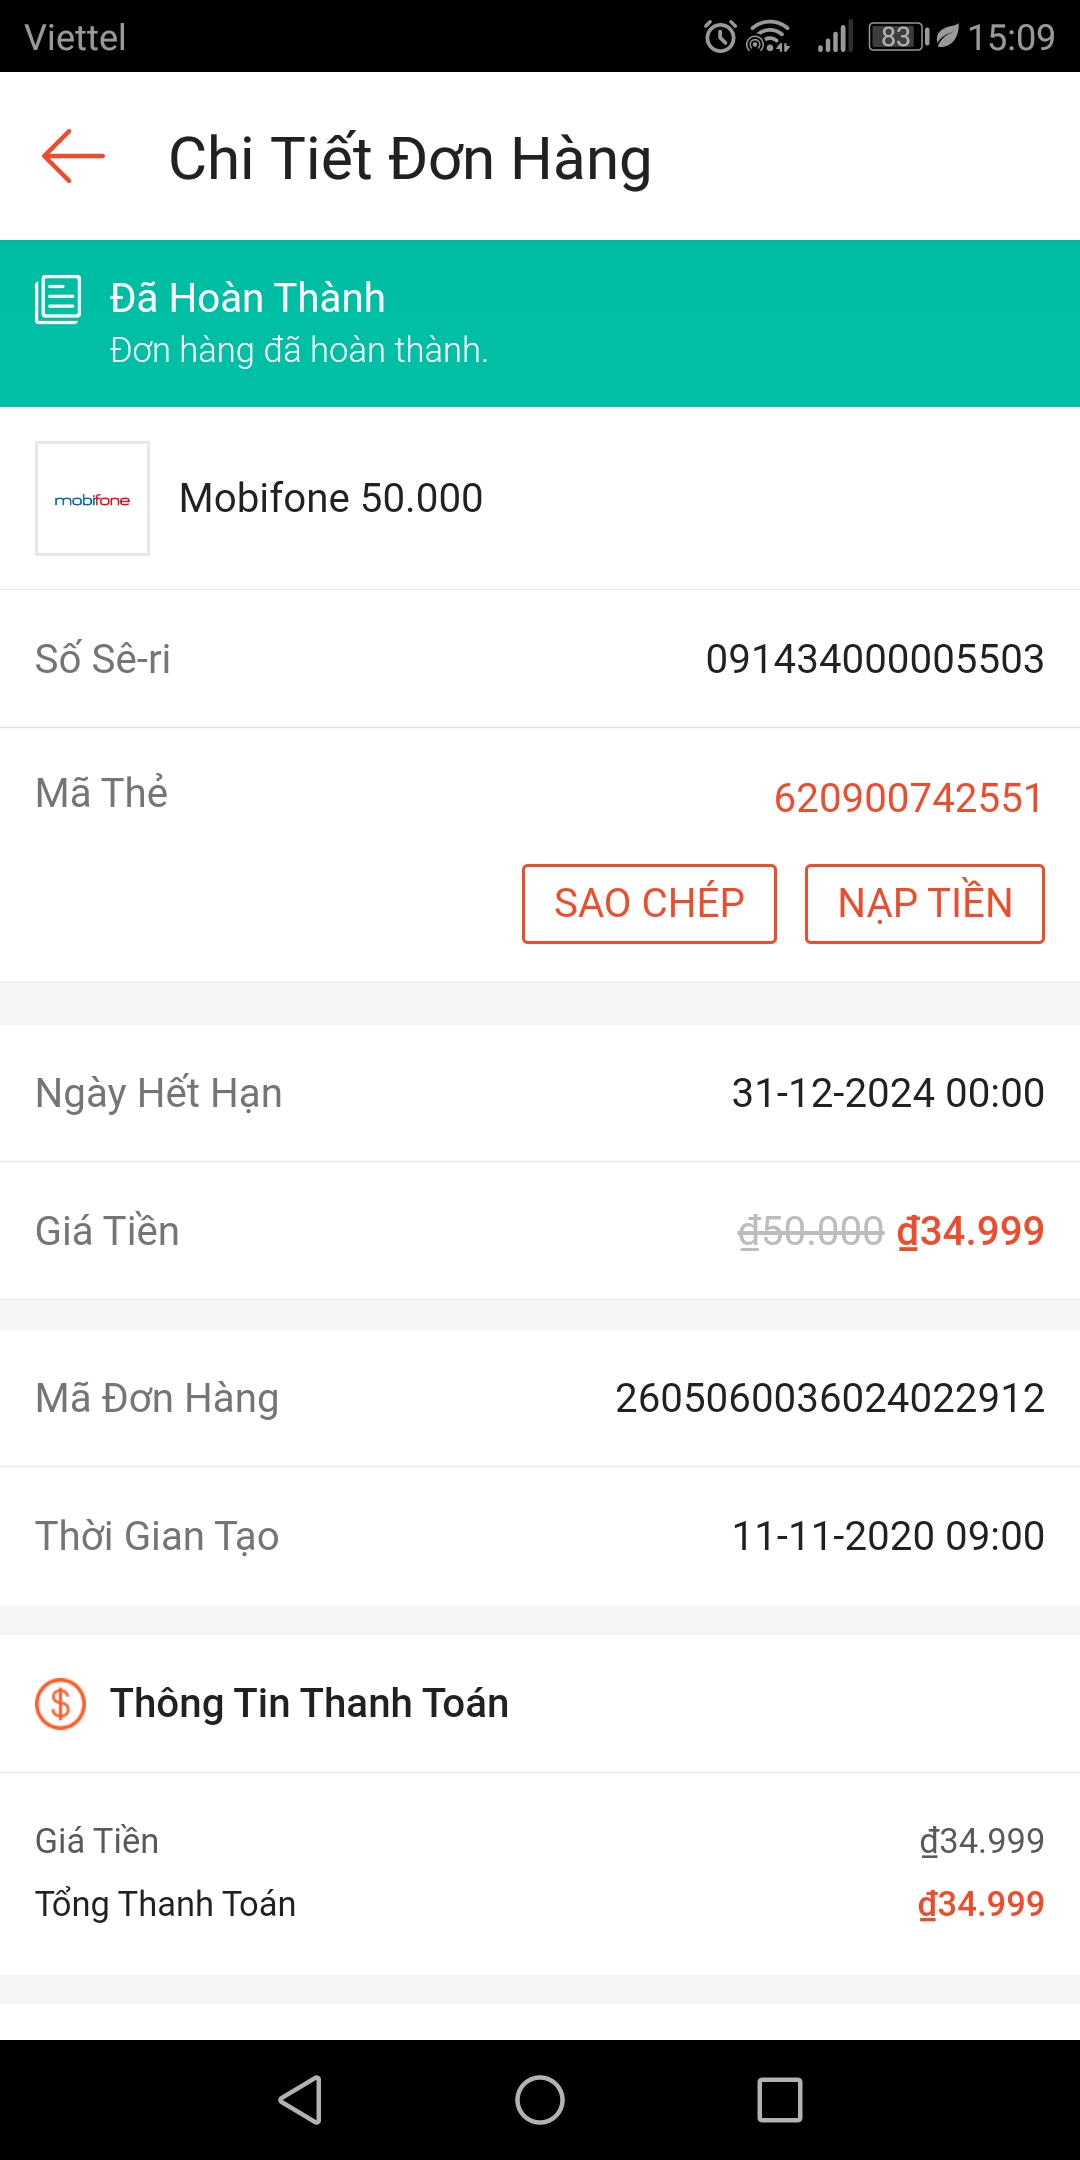 Viettel 83 15:09
Chi Tiết Đơn Hàng
Đã Hoàn Thành
Đơn hàng đã hoàn thành.
mobifone
Mobifone 50.000
Số Sê-ri 091434000005503
Mã Thẻ 620900742551
SAO CHÉP NẠP TIỀN
Ngày Hết Hạn 31-12-2024 00:00
Giá Tiền ₫50.000 ₫34.999
Mã Đơn Hàng 2605060036024022912
Thời Gian Tạo 11-11-2020 09:00
Thông Tin Thanh Toán
Giá Tiền ₫34.999
Tổng Thanh Toán ₫34.999